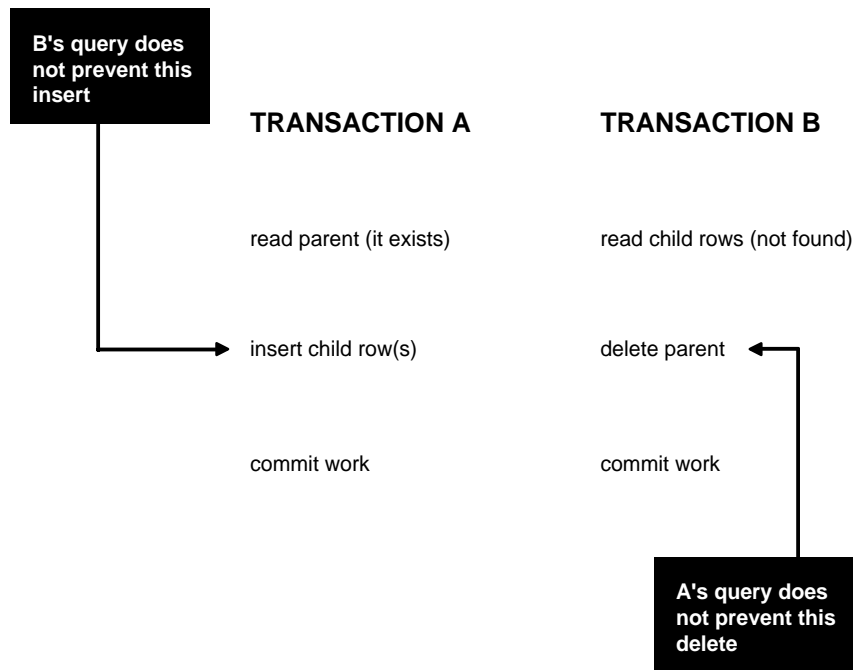 B's query does
not prevent this
insert
TRANSACTION A TRANSACTION B
read parent (it exists) read child rows (not found)
insert child row(s) delete parent
commit work commit work
A's query does
not prevent this
delete